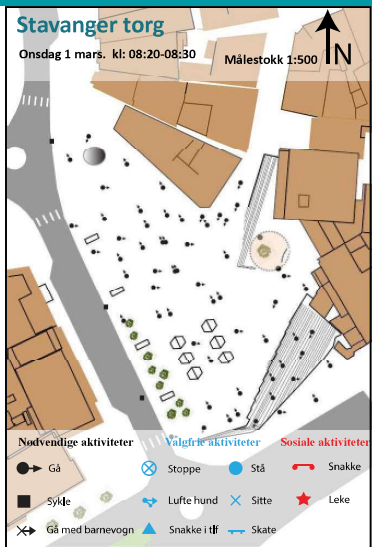 Stavanger torg
Onsdag 1 mars. kl: 08:20-08:30
Målestokk 1:500
N
Nødvendige aktiviteter
Valgfrie aktiviteter
Sosiale aktiviteter
Gå
Stoppe
Stå
Snakke
Sykle
Lufte hund
Sitte
Leke
Gå med barnevogn
Snakke i tlf
Skate